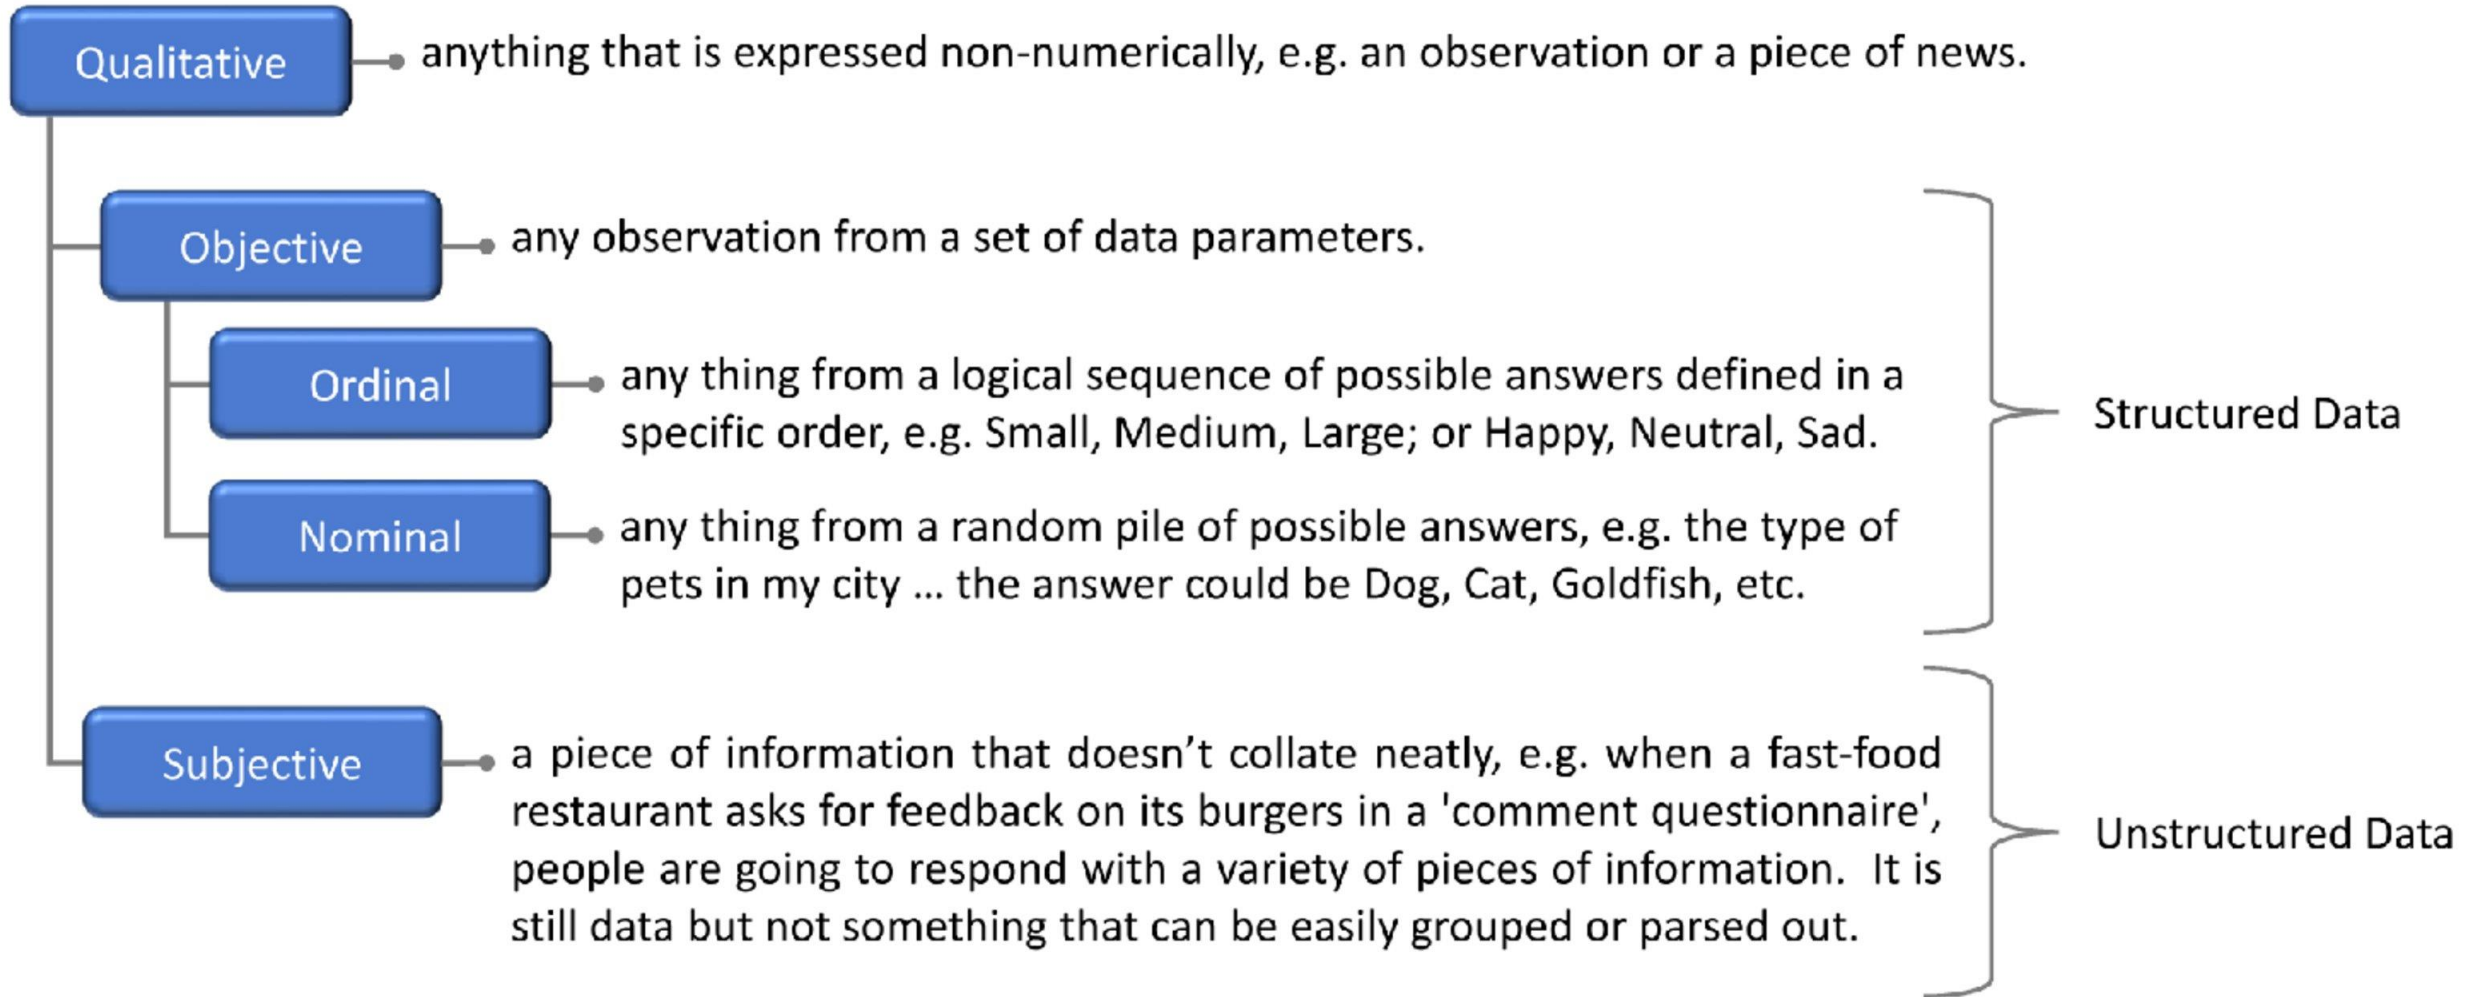 Qualitative
anything that is expressed non-numerically, e.g. an observation or a piece of news.
Objective
any observation from a set of data parameters.
Ordinal
any thing from a logical sequence of possible answers defined in a
specific order, e.g. Small, Medium, Large; or Happy, Neutral, Sad.
Nominal
any thing from a random pile of possible answers, e.g. the type of
pets in my city ... the answer could be Dog, Cat, Goldfish, etc.
Structured Data
Subjective
a piece of information that doesn't collate neatly, e.g. when a fast-food
restaurant asks for feedback on its burgers in a 'comment questionnaire',
people are going to respond with a variety of pieces of information. It is
still data but not something that can be easily grouped or parsed out.
Unstructured Data